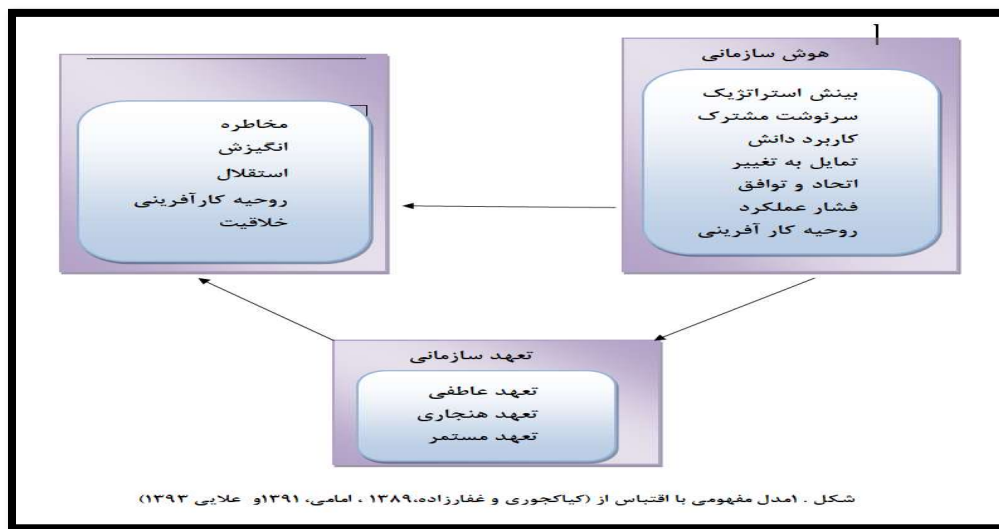 هوش سازمانی
بینش استراتژیک
سرنوشت مشترک
کاربرد دانش
تمایل به تغییر
اتحاد و توافق
فشار عملکرد
روحیه کار آفرینی
مخاطره
انگیزش
استقلال
روحیه کارآفرینی
خلاقیت
تعهد سازمانی
تعهد عاطفی
تعهد هنجاری
تعهد مستمر
شکل . ۱مدل مفهومی با اقتباس از (کیاکجوری و غفارزاده،۱۳۸۹ ، امامی، ۱۳۹۱و علایی ۱۳۹۳)